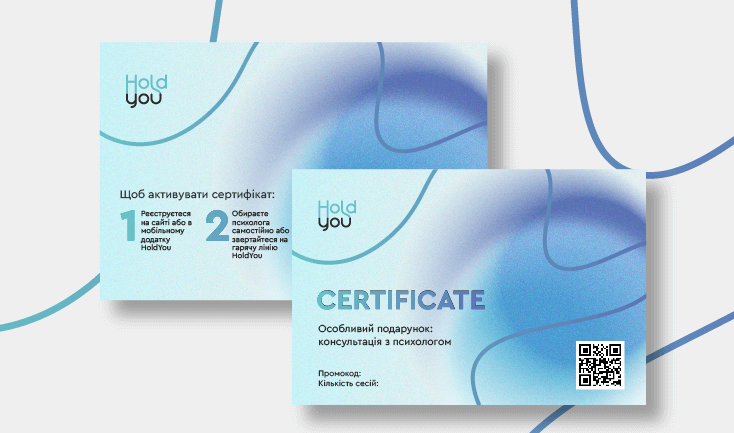 Hold
you
Щоб активувати сертифікат:
1
Реєструєтеся
на сайті або в
мобільному
додатку
HoldYou
2
Обираєте
психолога
самостійно або
звертайтеся на
гарячу лінію
HoldYou
Hold
you
CERTIFICATE
Особливий подарунок:
консультація з психологом
Промокод:
Кількість сесій: